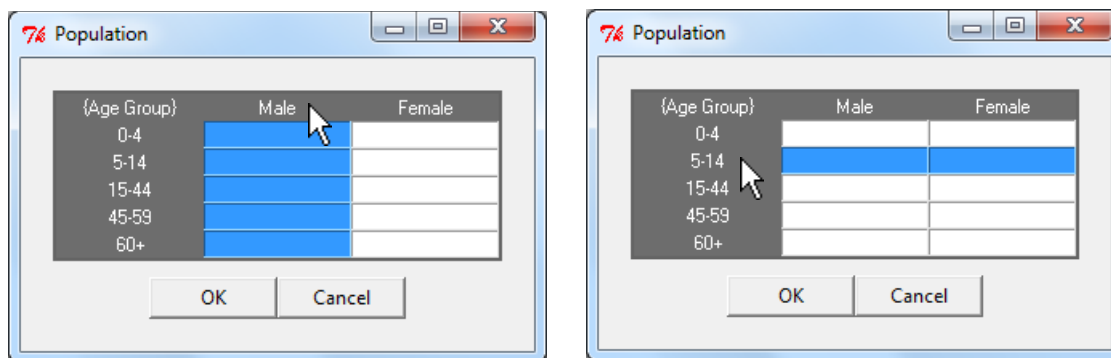 Population
{Age Group} Male Female
0-4
5-14
15-44
45-59
60+
OK Cancel
Population
{Age Group} Male Female
0-4
5-14
15-44
45-59
60+
OK Cancel